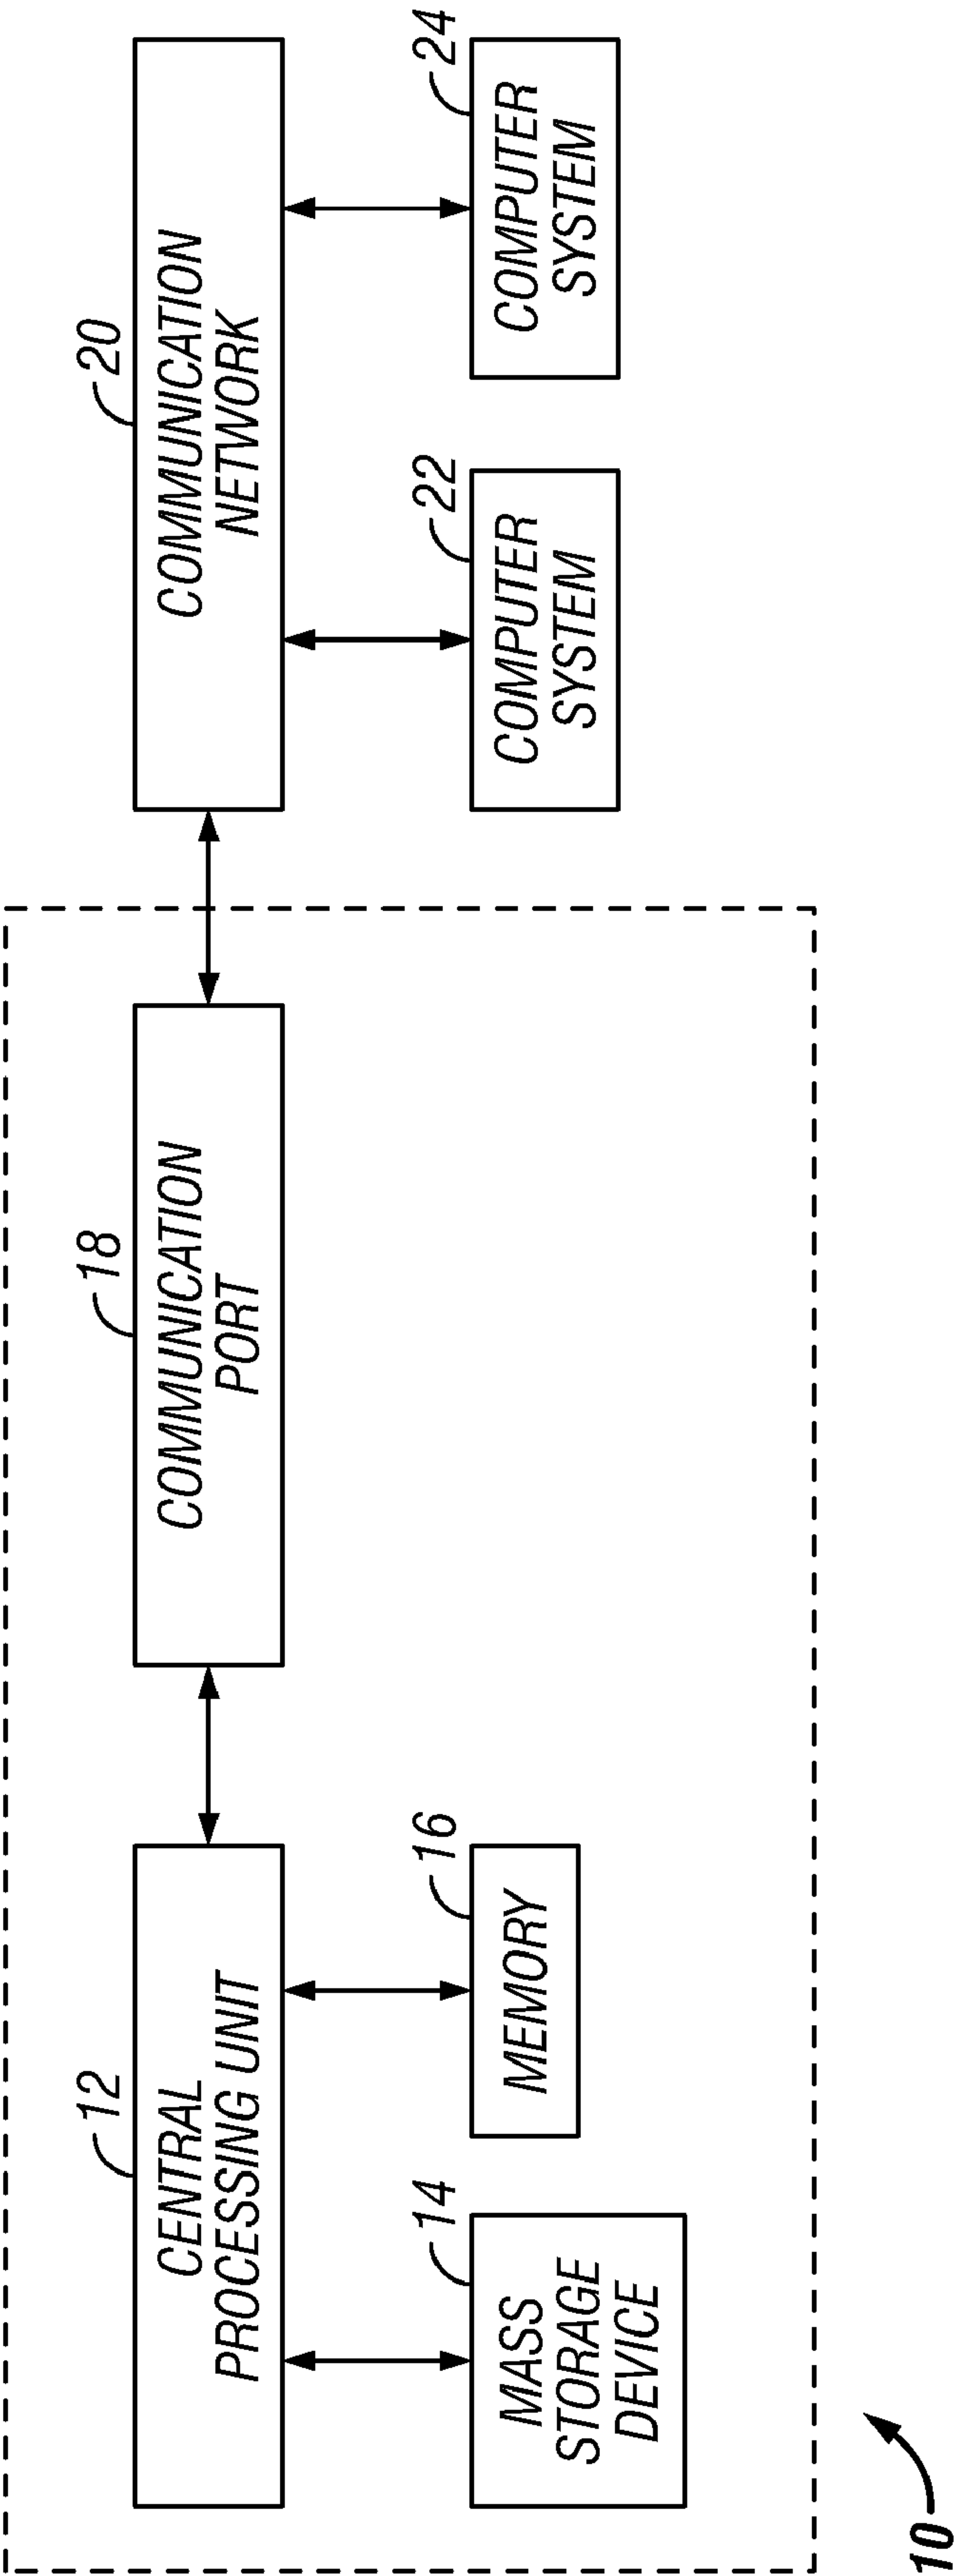 12
CENTRAL
PROCESSING UNIT
18
COMMUNICATION
PORT
20
COMMUNICATION
NETWORK
14
MASS
STORAGE
DEVICE
16
MEMORY
22
COMPUTER
SYSTEM
24
COMPUTER
SYSTEM
10